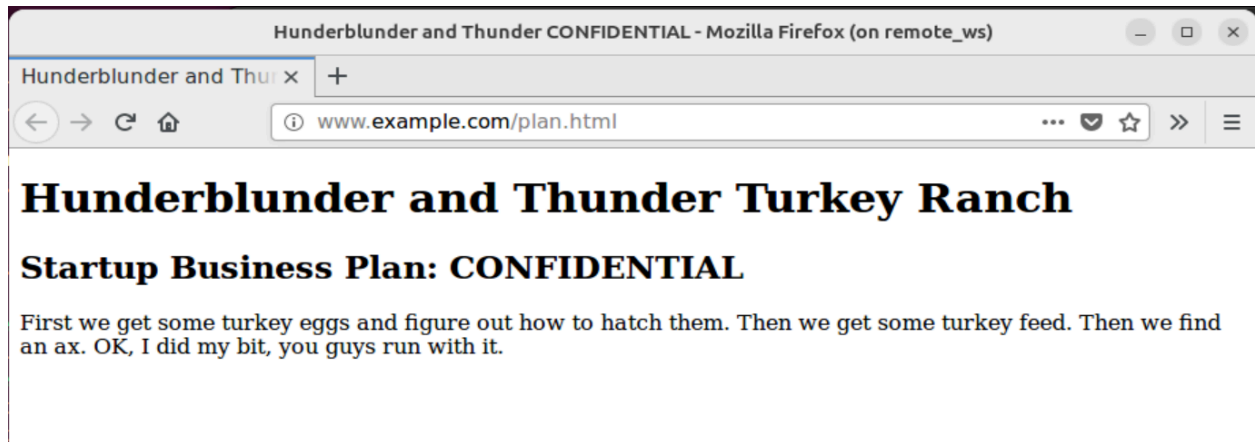 Hunderblunder and Thunder CONFIDENTIAL - Mozilla Firefox (on remote_ws)
Hunderblunder and Thu
www.example.com/plan.html
Hunderblunder and Thunder Turkey Ranch
Startup Business Plan: CONFIDENTIAL
First we get some turkey eggs and figure out how to hatch them. Then we get some turkey feed. Then we find
an ax. OK, I did my bit, you guys run with it.